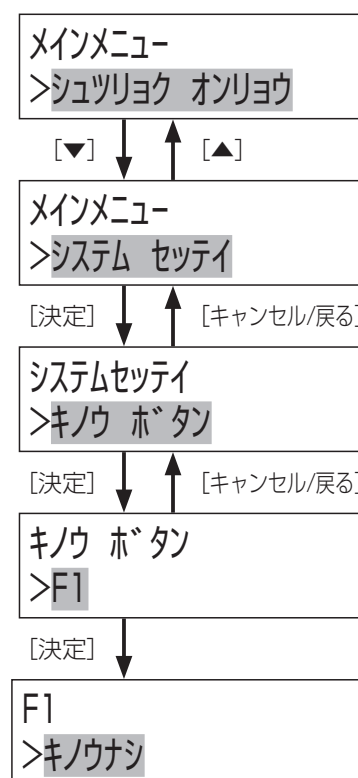 メインメニュー
>シュツリョク オンリョウ
[▼] [▲]
メインメニュー
>システム セッテイ
[決定] [キャンセル/戻る]
システムセッテイ
>キノウ ボタン
[決定] [キャンセル/戻る]
キノウ ボタン
>F1
[決定]
F1
>キノウナシ